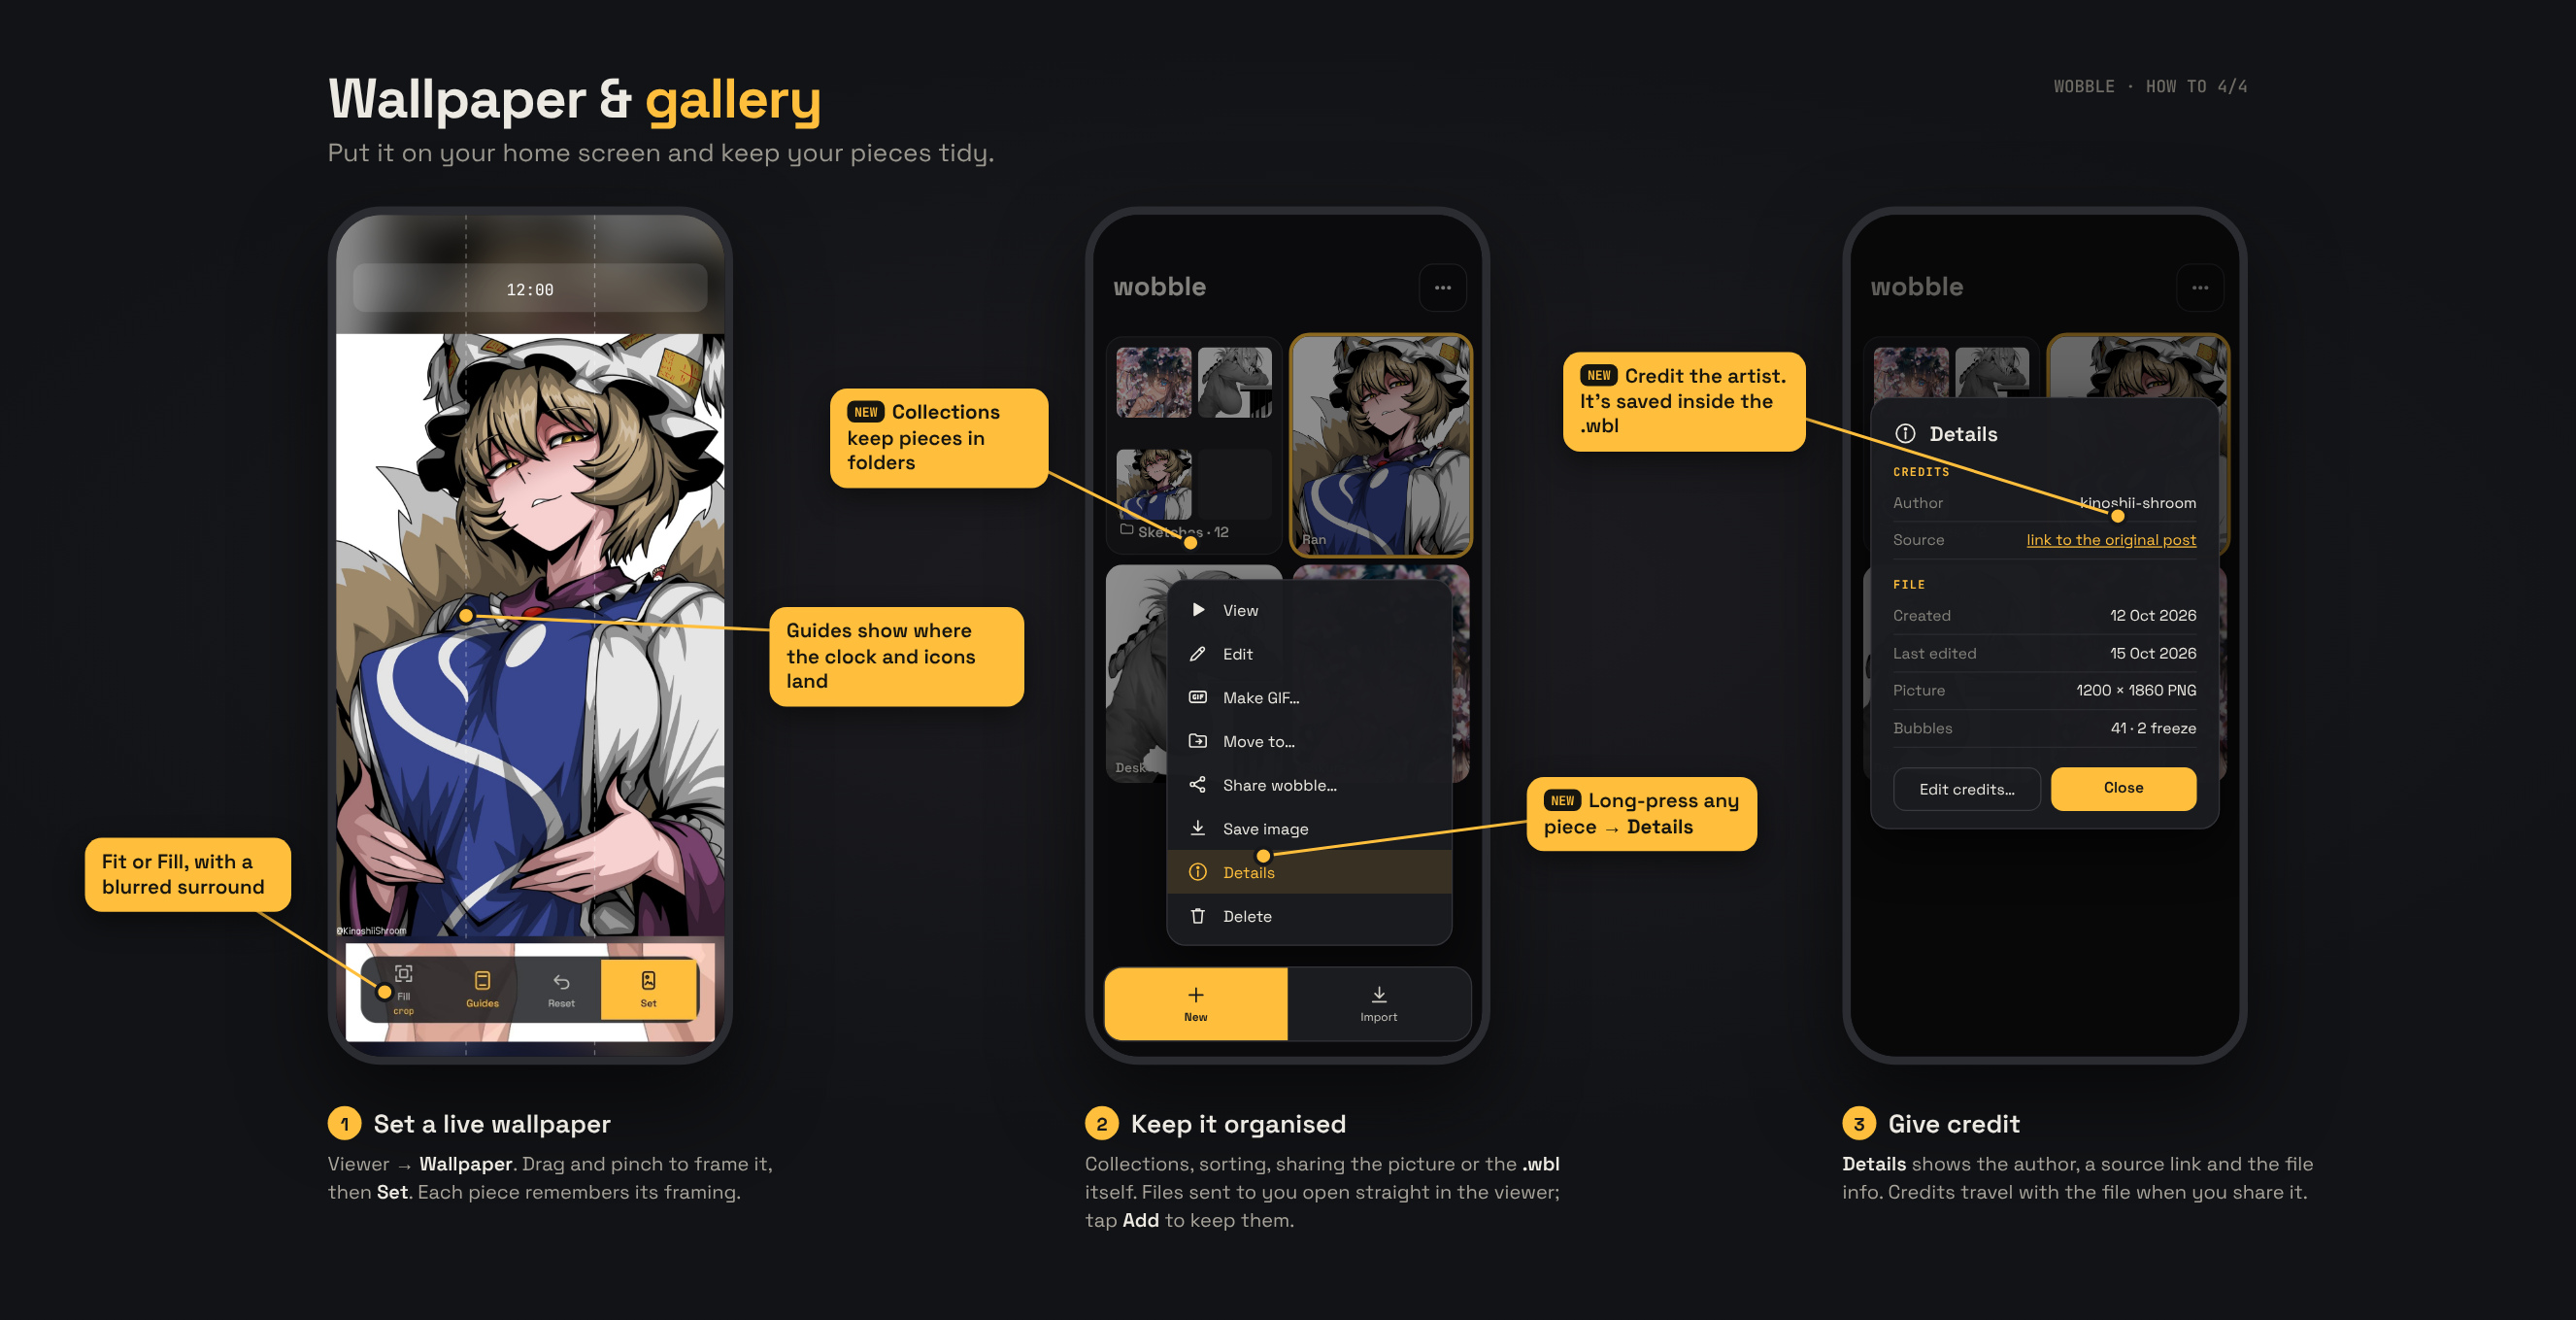 Wallpaper & gallery
WOBBLE · HOW TO 4/4
Put it on your home screen and keep your pieces tidy.
12:00
@KinoshiiShroom
Fill
crop
Guides
Reset
Set
Fit or Fill, with a
blurred surround
Guides show where
the clock and icons
land
1 Set a live wallpaper
Viewer → Wallpaper. Drag and pinch to frame it,
then Set. Each piece remembers its framing.
NEW Collections
keep pieces in
folders
wobble
Sketches · 12
Ran
Desk
View
Edit
GIF Make GIF…
Move to…
Share wobble…
Save image
Details
Delete
New
Import
NEW Long-press any
piece → Details
2 Keep it organised
Collections, sorting, sharing the picture or the .wbl
itself. Files sent to you open straight in the viewer;
tap Add to keep them.
NEW Credit the artist.
It's saved inside the
.wbl
wobble
Details
CREDITS
Author kinoshii-shroom
Source link to the original post
FILE
Created 12 Oct 2026
Last edited 15 Oct 2026
Picture 1200 × 1860 PNG
Bubbles 41 · 2 freeze
Edit credits…
Close
3 Give credit
Details shows the author, a source link and the file
info. Credits travel with the file when you share it.